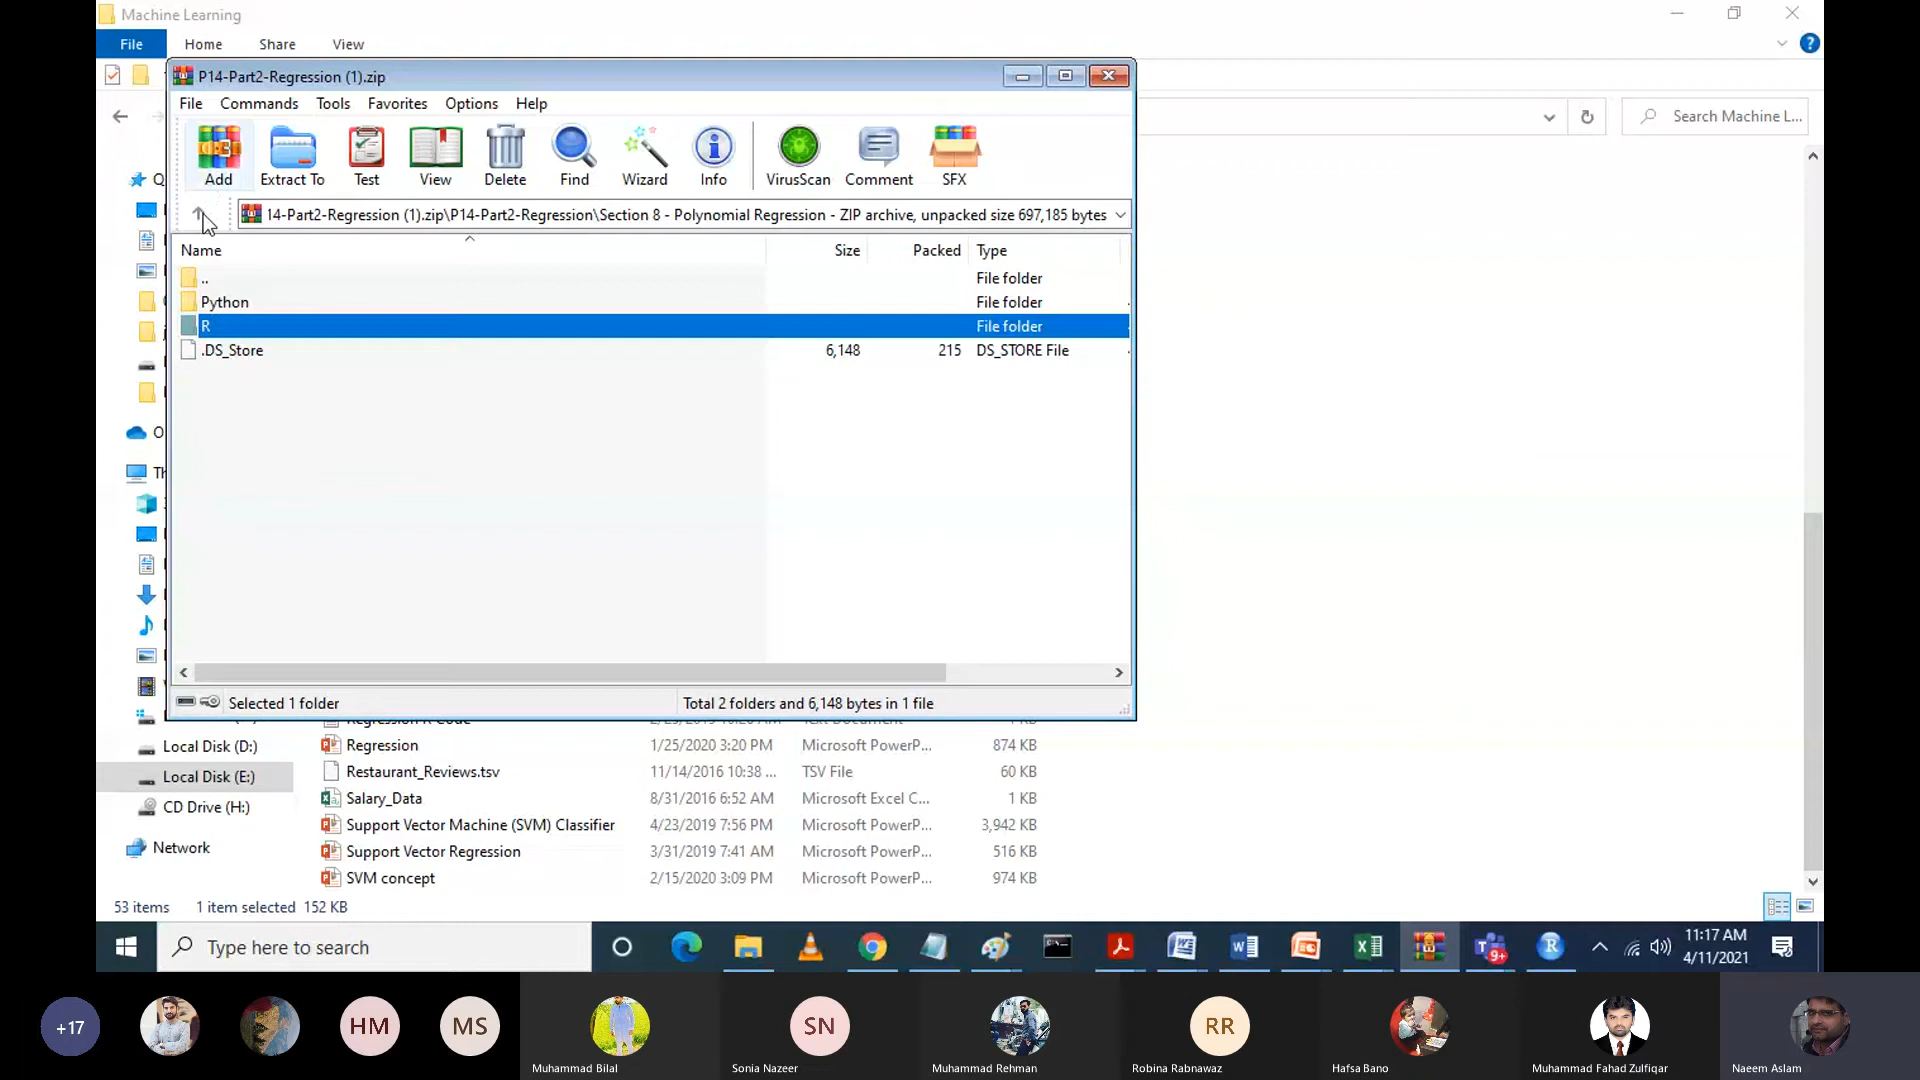 Machine Learning
File Home Share View
P14-Part2-Regression (1).zip
File Commands Tools Favorites Options Help
Add Extract To Test View Delete Find Wizard Info VirusScan Comment SFX
Search Machine L...
14-Part2-Regression (1).zip\P14-Part2-Regression\Section 8 - Polynomial Regression - ZIP archive, unpacked size 697,185 bytes
Name Size Packed Type
.. File folder
Python File folder
R File folder
.DS_Store 6,148 215 DS_STORE File
Selected 1 folder Total 2 folders and 6,148 bytes in 1 file
Local Disk (D:)
Local Disk (E:)
CD Drive (H:)
Network
Regression 1/25/2020 3:20 PM Microsoft PowerP... 874 KB
Restaurant_Reviews.tsv 11/14/2016 10:38 ... TSV File 60 KB
Salary_Data 8/31/2016 6:52 AM Microsoft Excel C... 1 KB
Support Vector Machine (SVM) Classifier 4/23/2019 7:56 PM Microsoft PowerP... 3,942 KB
Support Vector Regression 3/31/2019 7:41 AM Microsoft PowerP... 516 KB
SVM concept 2/15/2020 3:09 PM Microsoft PowerP... 974 KB
53 items 1 item selected 152 KB
Type here to search
9+
11:17 AM
4/11/2021
+17 HM MS SN RR
Muhammad Bilal Sonia Nazeer Muhammad Rehman Robina Rabnawaz Hafsa Bano Muhammad Fahad Zulfiqar Naeem Aslam